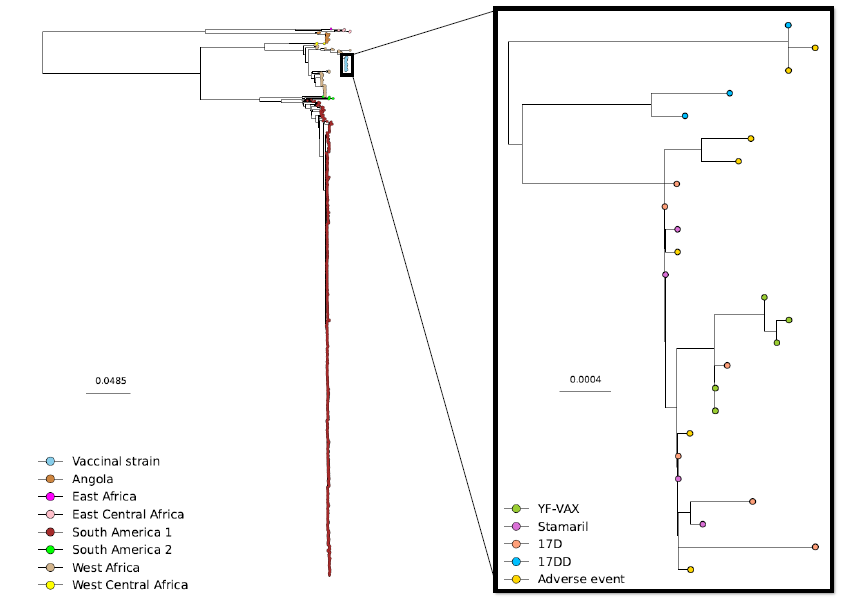 0.0485
Vaccinal strain
Angola
East Africa
East Central Africa
South America 1
South America 2
West Africa
West Central Africa
0.0004
YF-VAX
Stamaril
17D
17DD
Adverse event